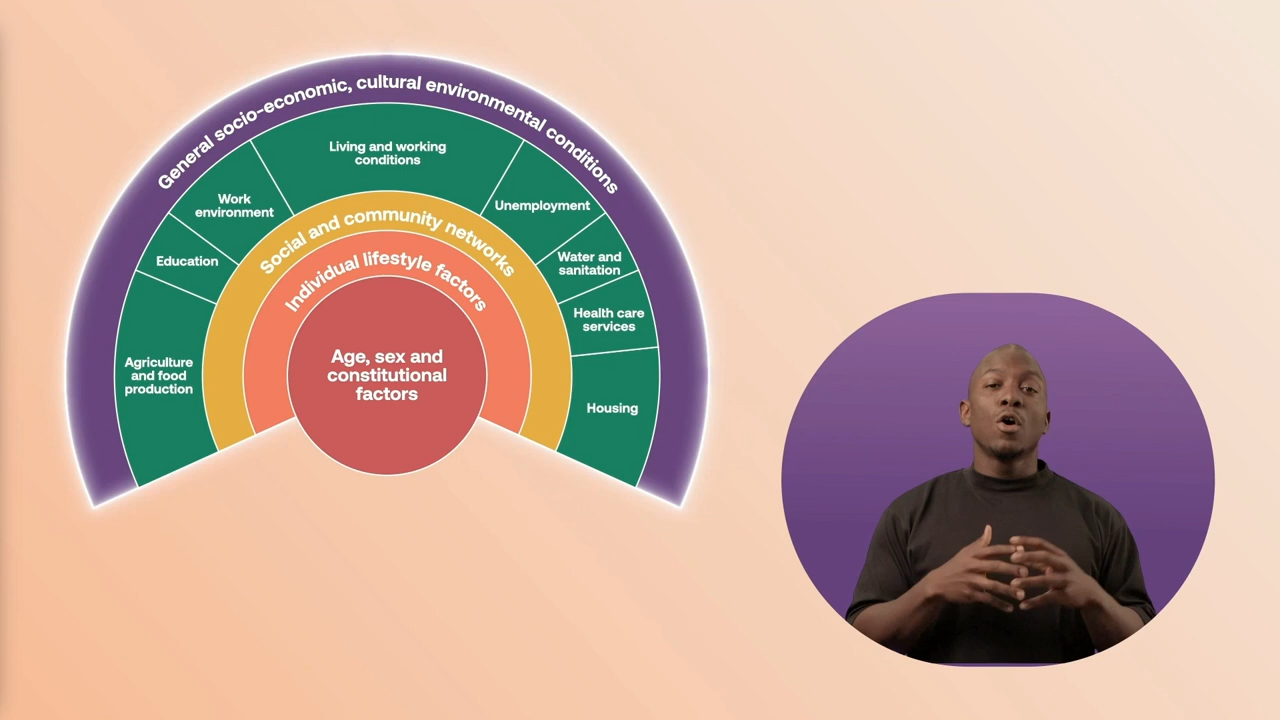 General socio-economic, cultural environmental conditions
Living and working
conditions
Work
environment
Unemployment
Education
Water and
sanitation
Agriculture
and food
production
Health care
services
Housing
Social and community networks
Individual lifestyle factors
Age, sex and
constitutional
factors